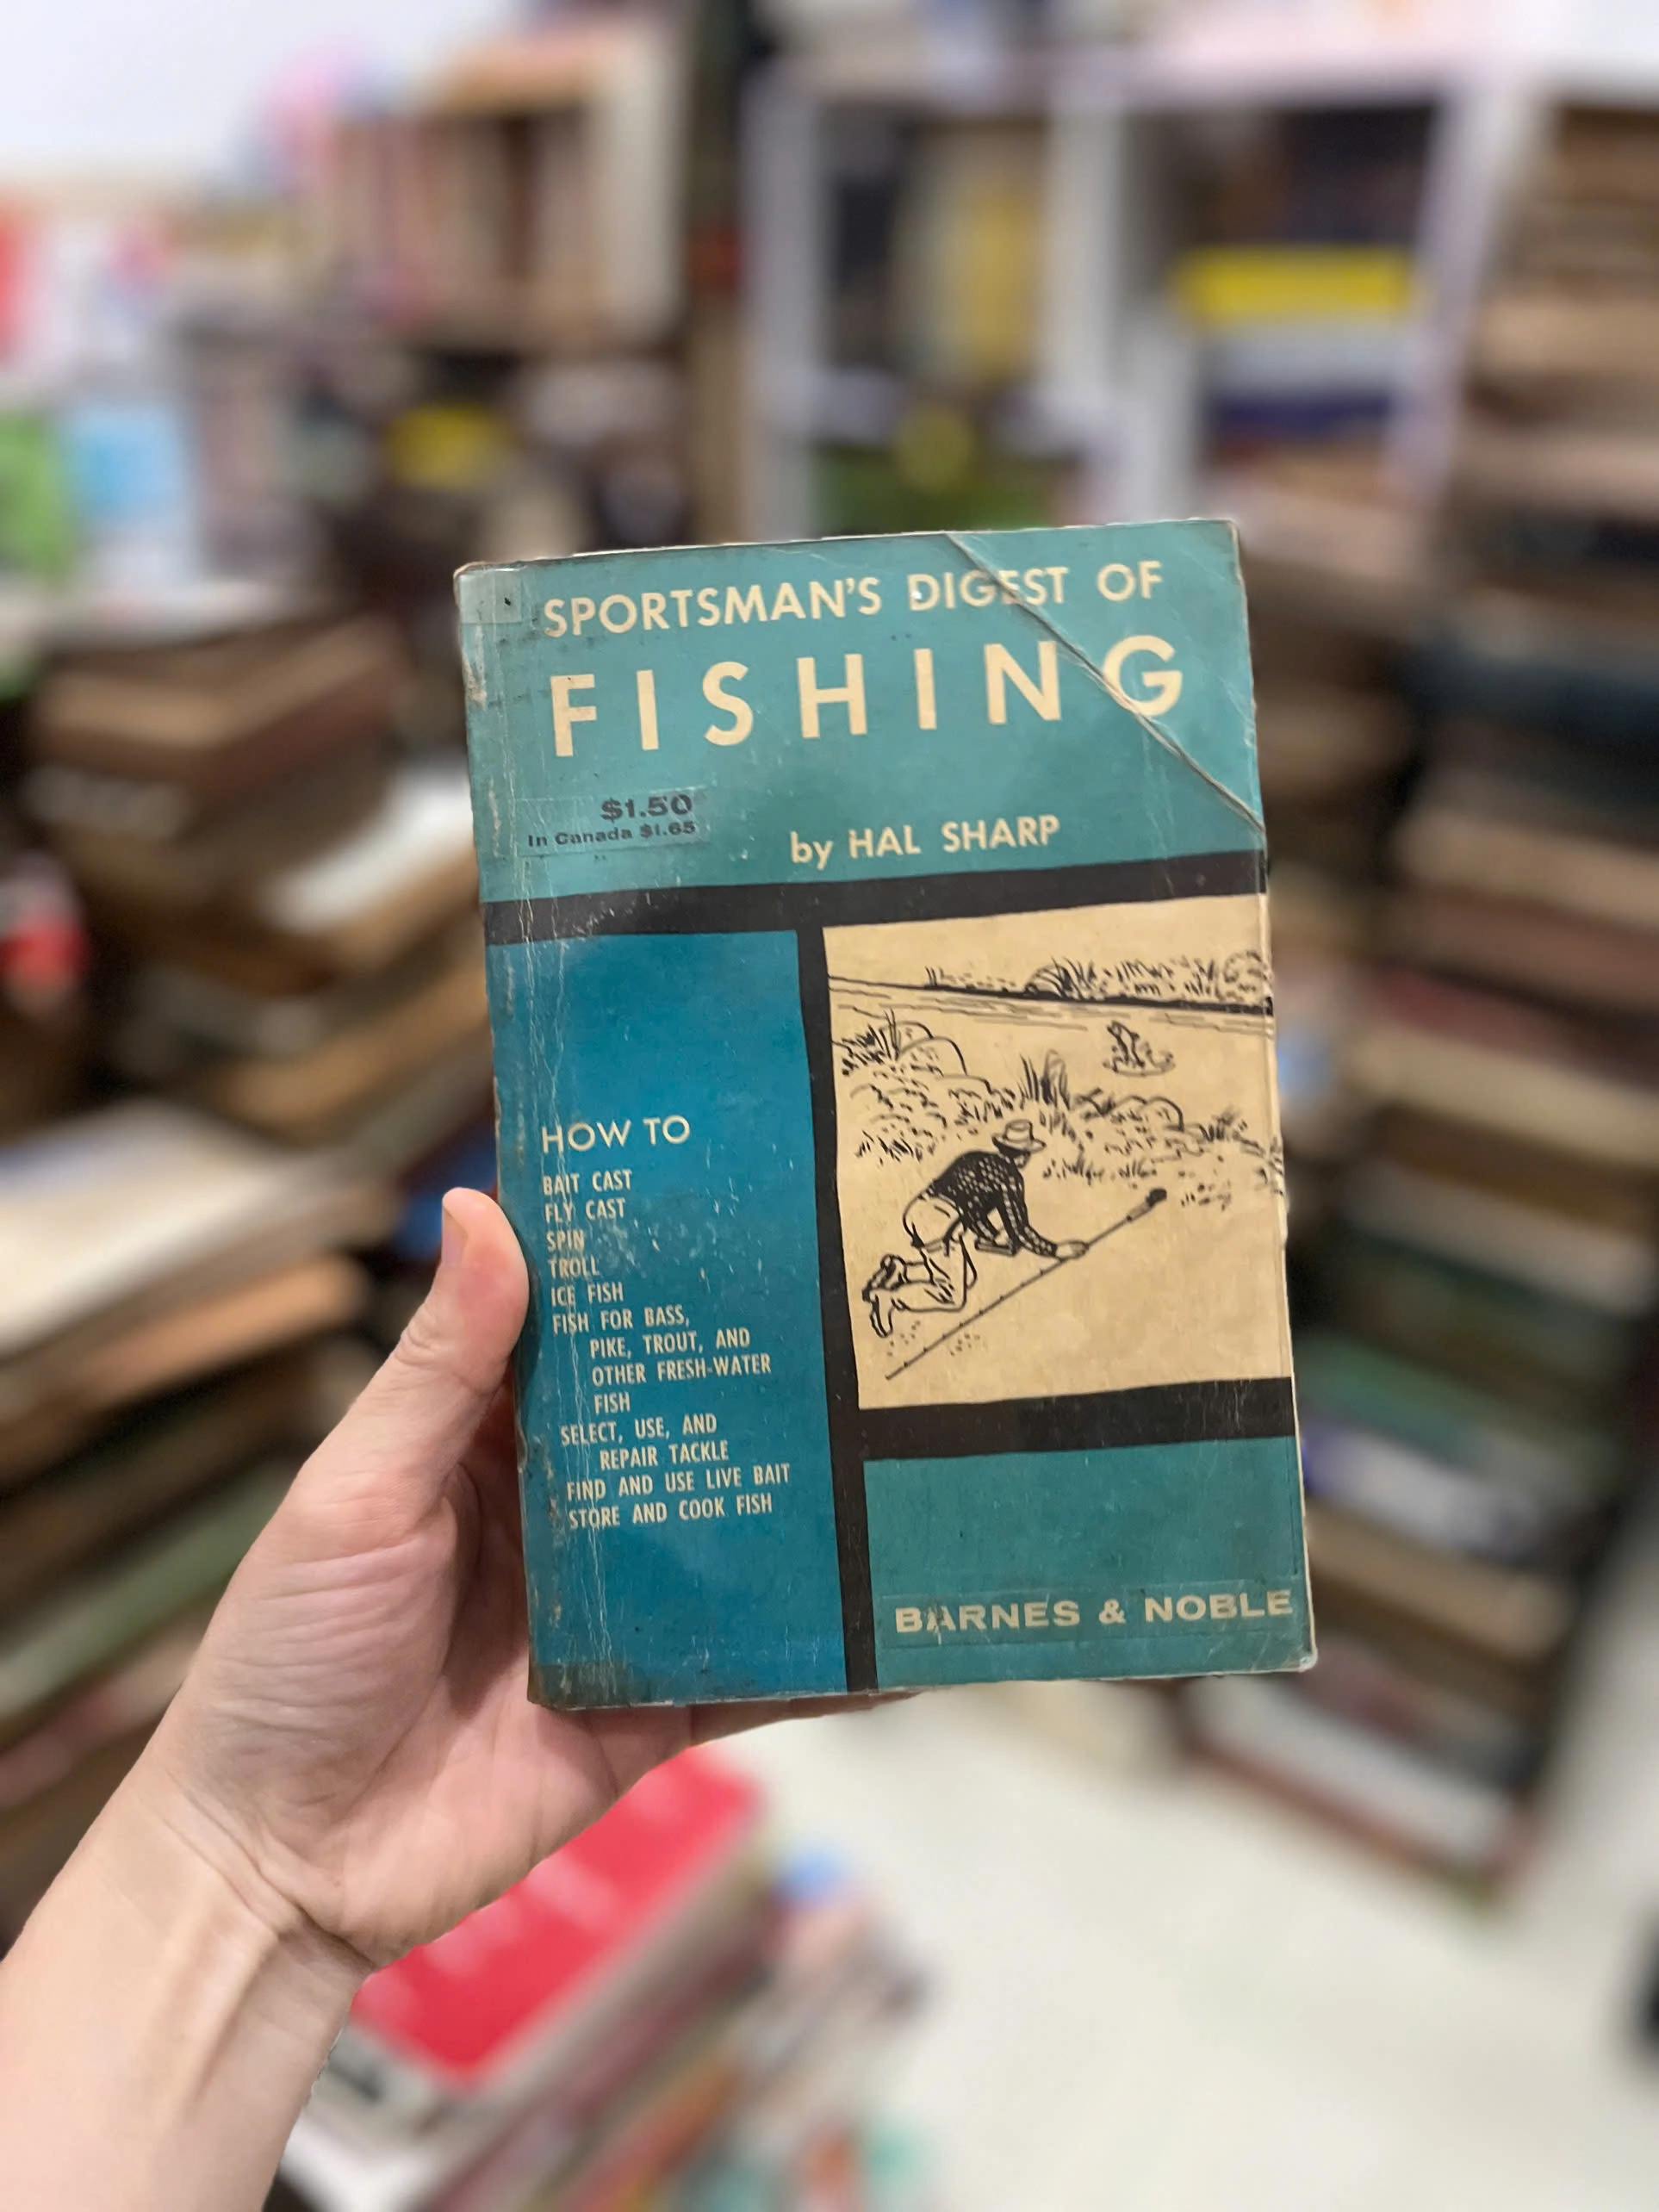 SPORTSMAN'S DIGEST OF
FISHING
$1.50
In Canada $1.65
by HAL SHARP
HOW TO
BAIT CAST
FLY CAST
SPIN
TROLL
ICE FISH
FISH FOR BASS,
PIKE, TROUT, AND
OTHER FRESH-WATER
FISH
SELECT, USE, AND
REPAIR TACKLE
FIND AND USE LIVE BAIT
STORE AND COOK FISH
BARNES & NOBLE